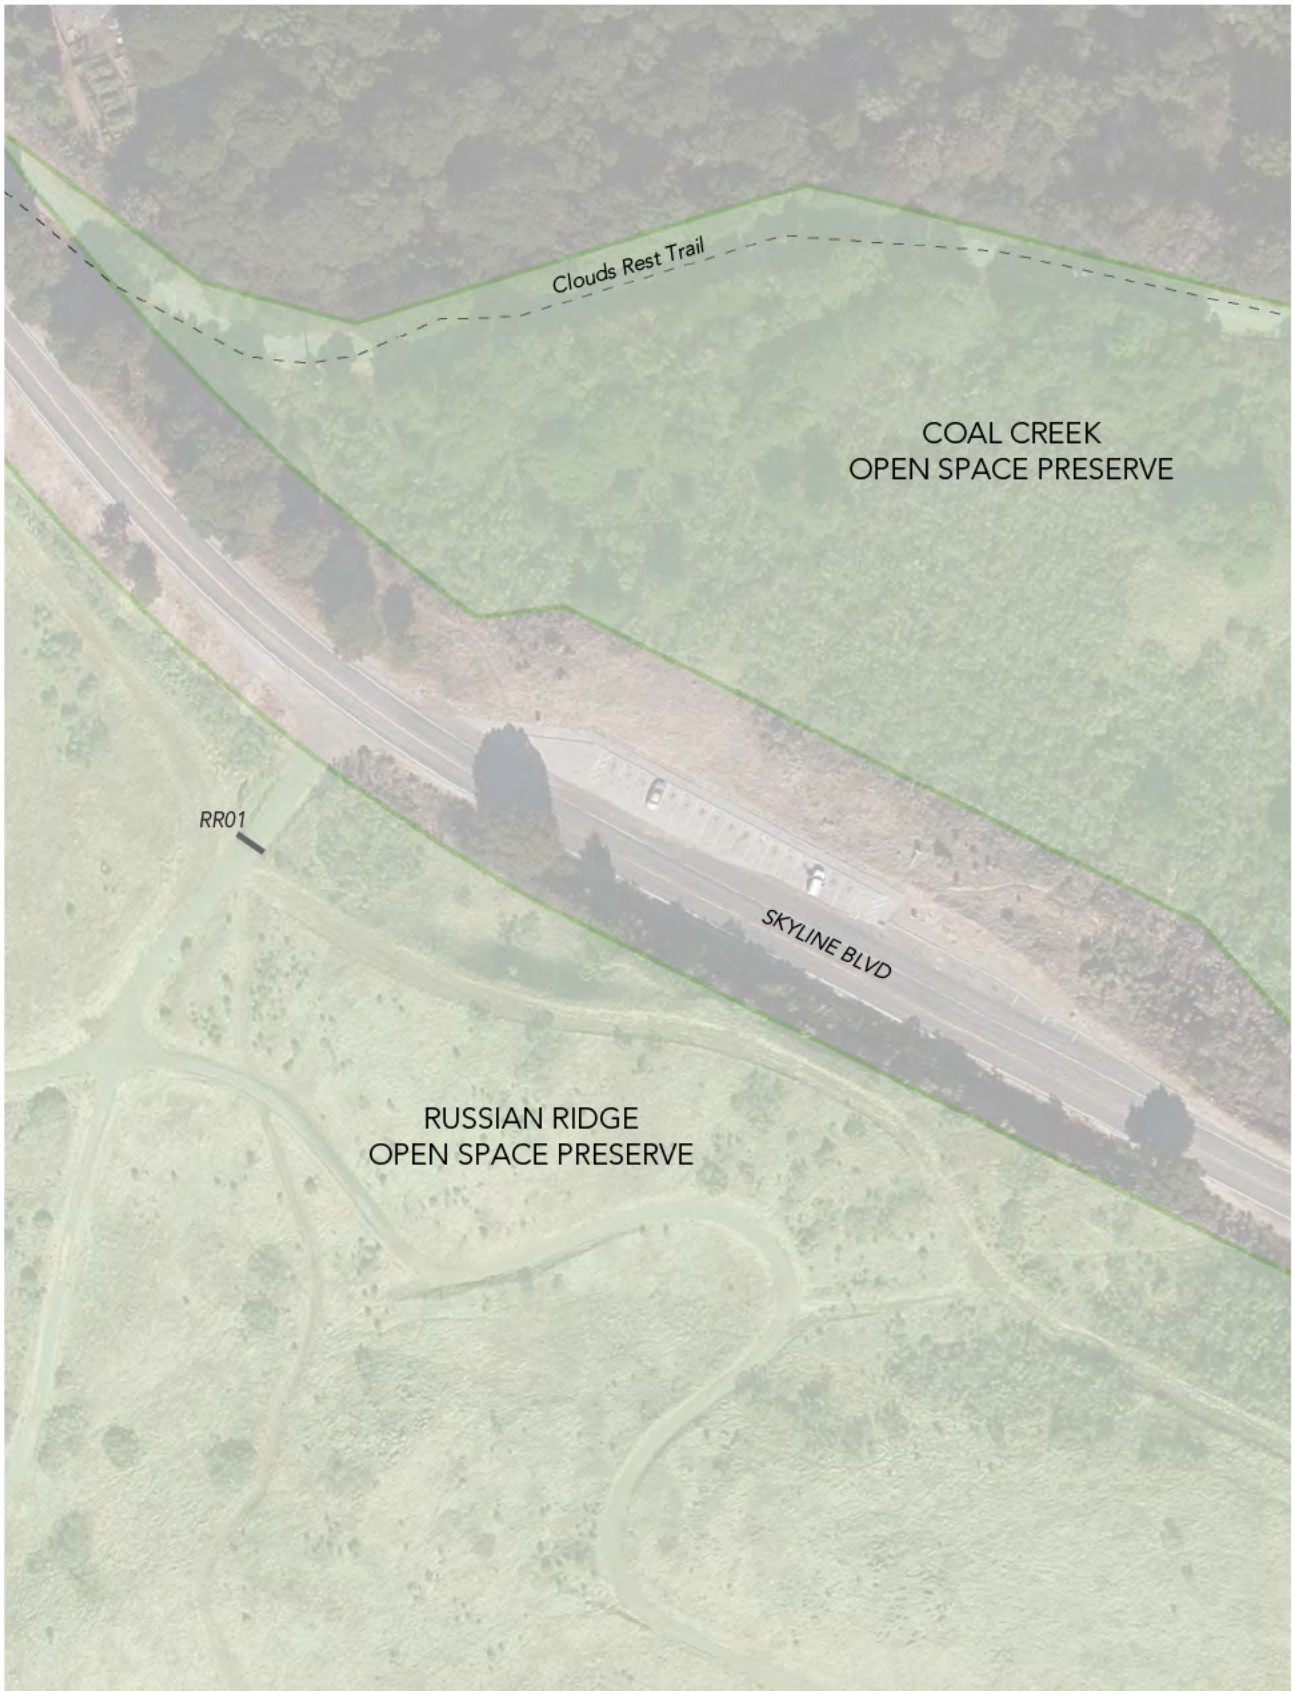 Clouds Rest Trail
COAL CREEK
OPEN SPACE PRESERVE
RR01
SKYLINE BLVD
RUSSIAN RIDGE
OPEN SPACE PRESERVE